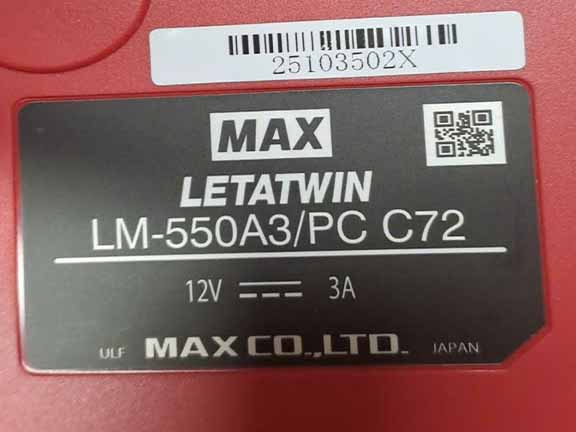 25103502X
MAX
LETATWIN
LM-550A3/PC C72
12V 3A
ULF MAX CO.,LTD. JAPAN